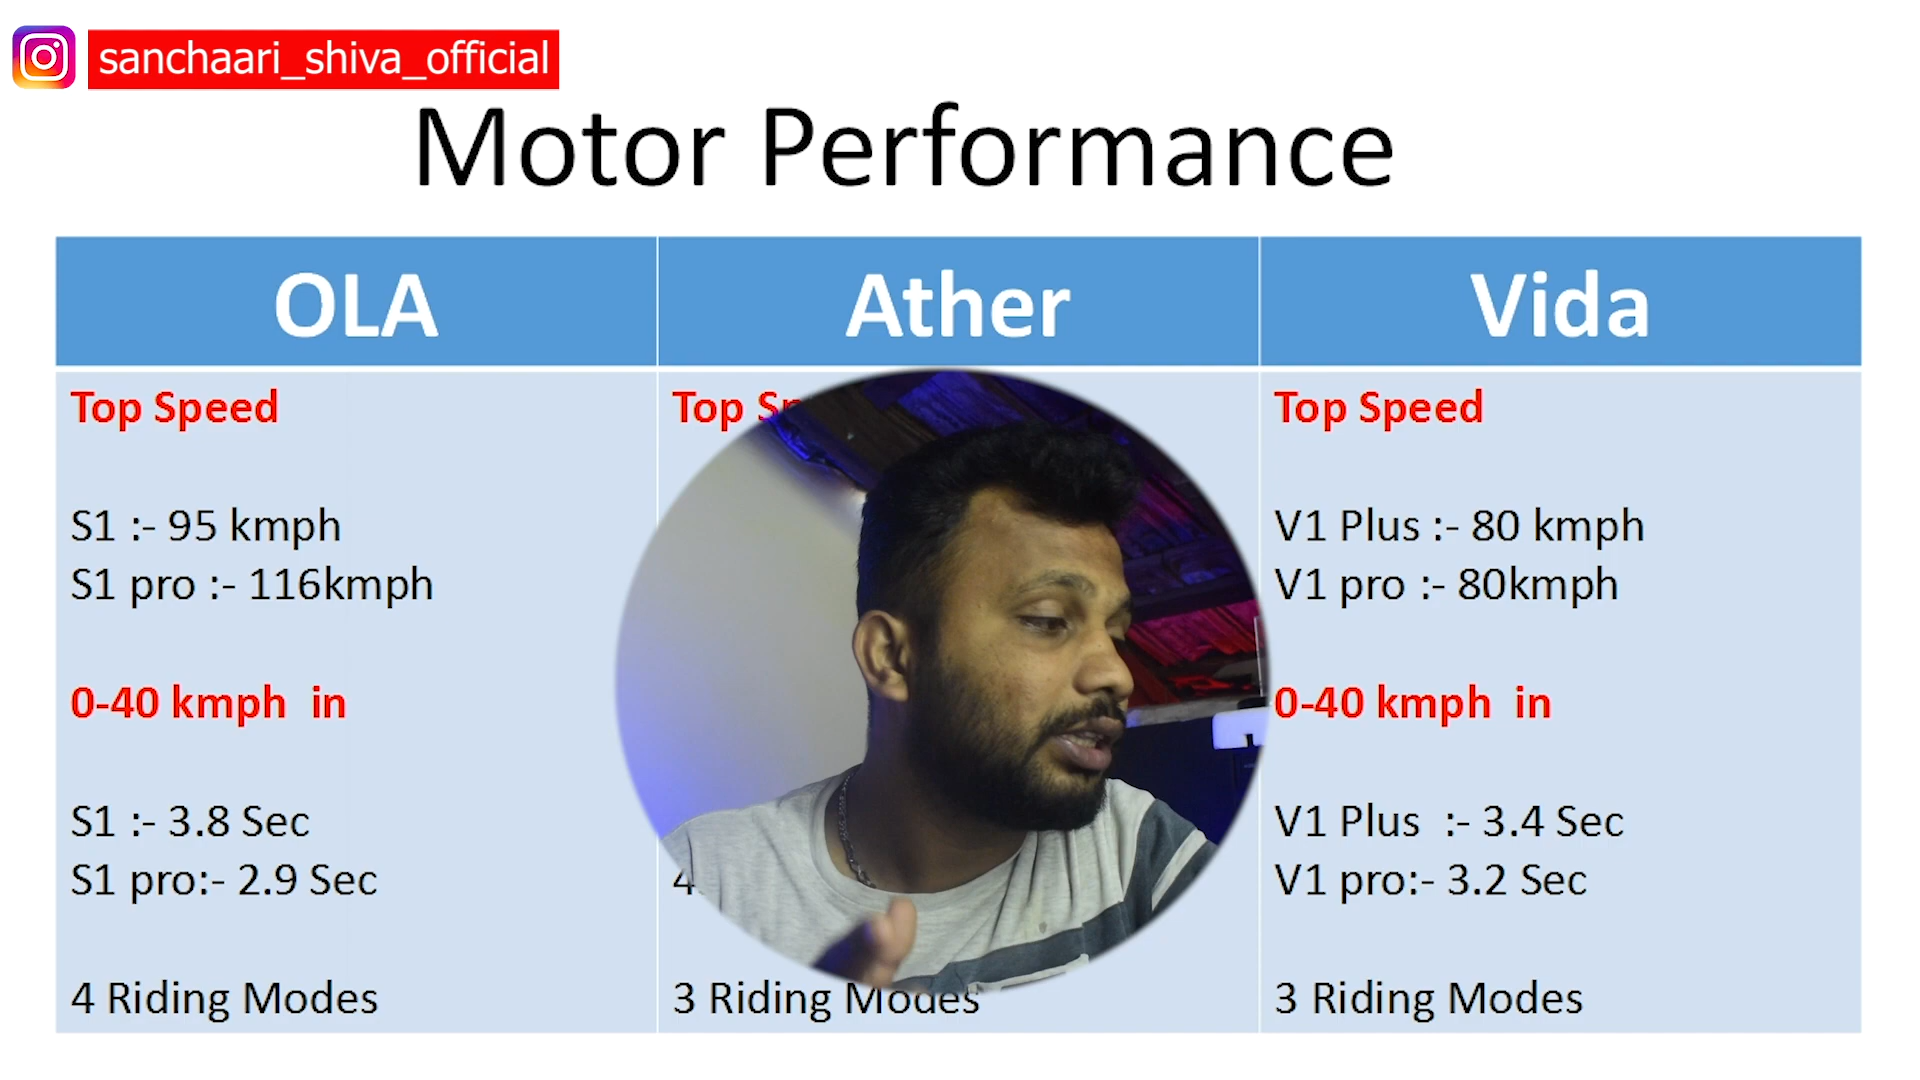 sanchaari_shiva_official
Motor Performance
OLA
Ather
Vida
Top Speed
S1 :- 95 kmph
S1 pro :- 116kmph
0-40 kmph in
S1 :- 3.8 Sec
S1 pro:- 2.9 Sec
4 Riding Modes
Top
3 Riding Modes
Top Speed
V1 Plus :- 80 kmph
V1 pro :- 80kmph
0-40 kmph in
V1 Plus :- 3.4 Sec
V1 pro:- 3.2 Sec
3 Riding Modes